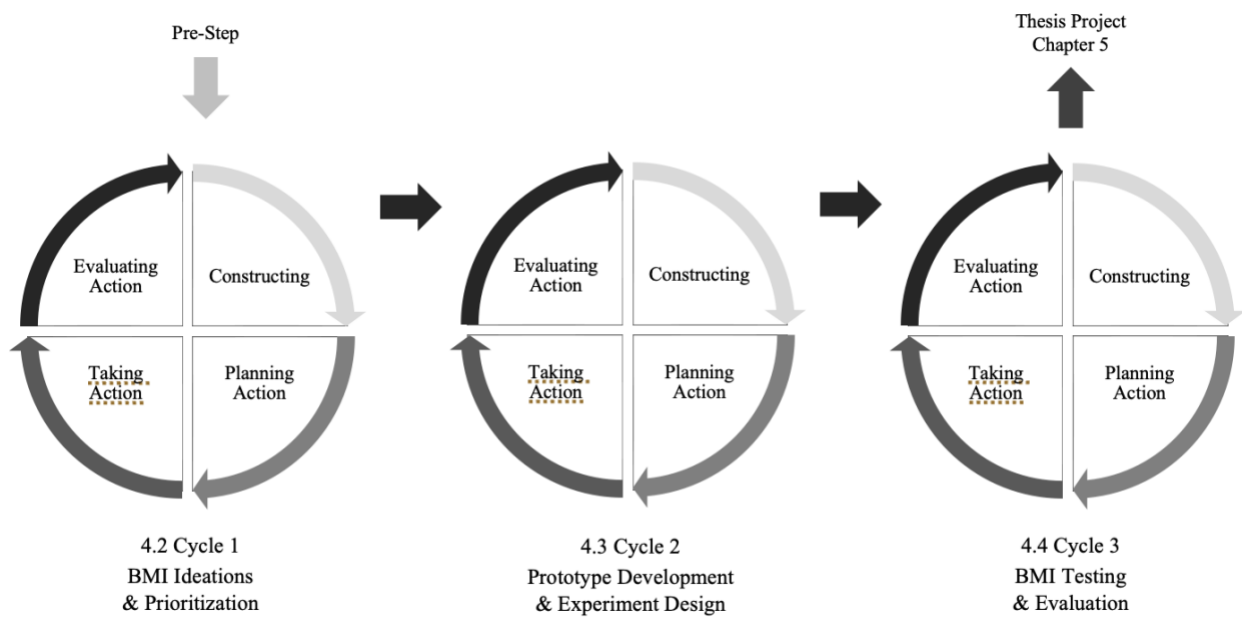 Pre-Step
Thesis Project
Chapter 5
Evaluating
Action
Constructing
Taking
Action
Planning
Action
Evaluating
Action
Constructing
Taking
Action
Planning
Action
Evaluating
Action
Constructing
Taking
Action
Planning
Action
4.2 Cycle 1
BMI Ideations
& Prioritization
4.3 Cycle 2
Prototype Development
& Experiment Design
4.4 Cycle 3
BMI Testing
& Evaluation